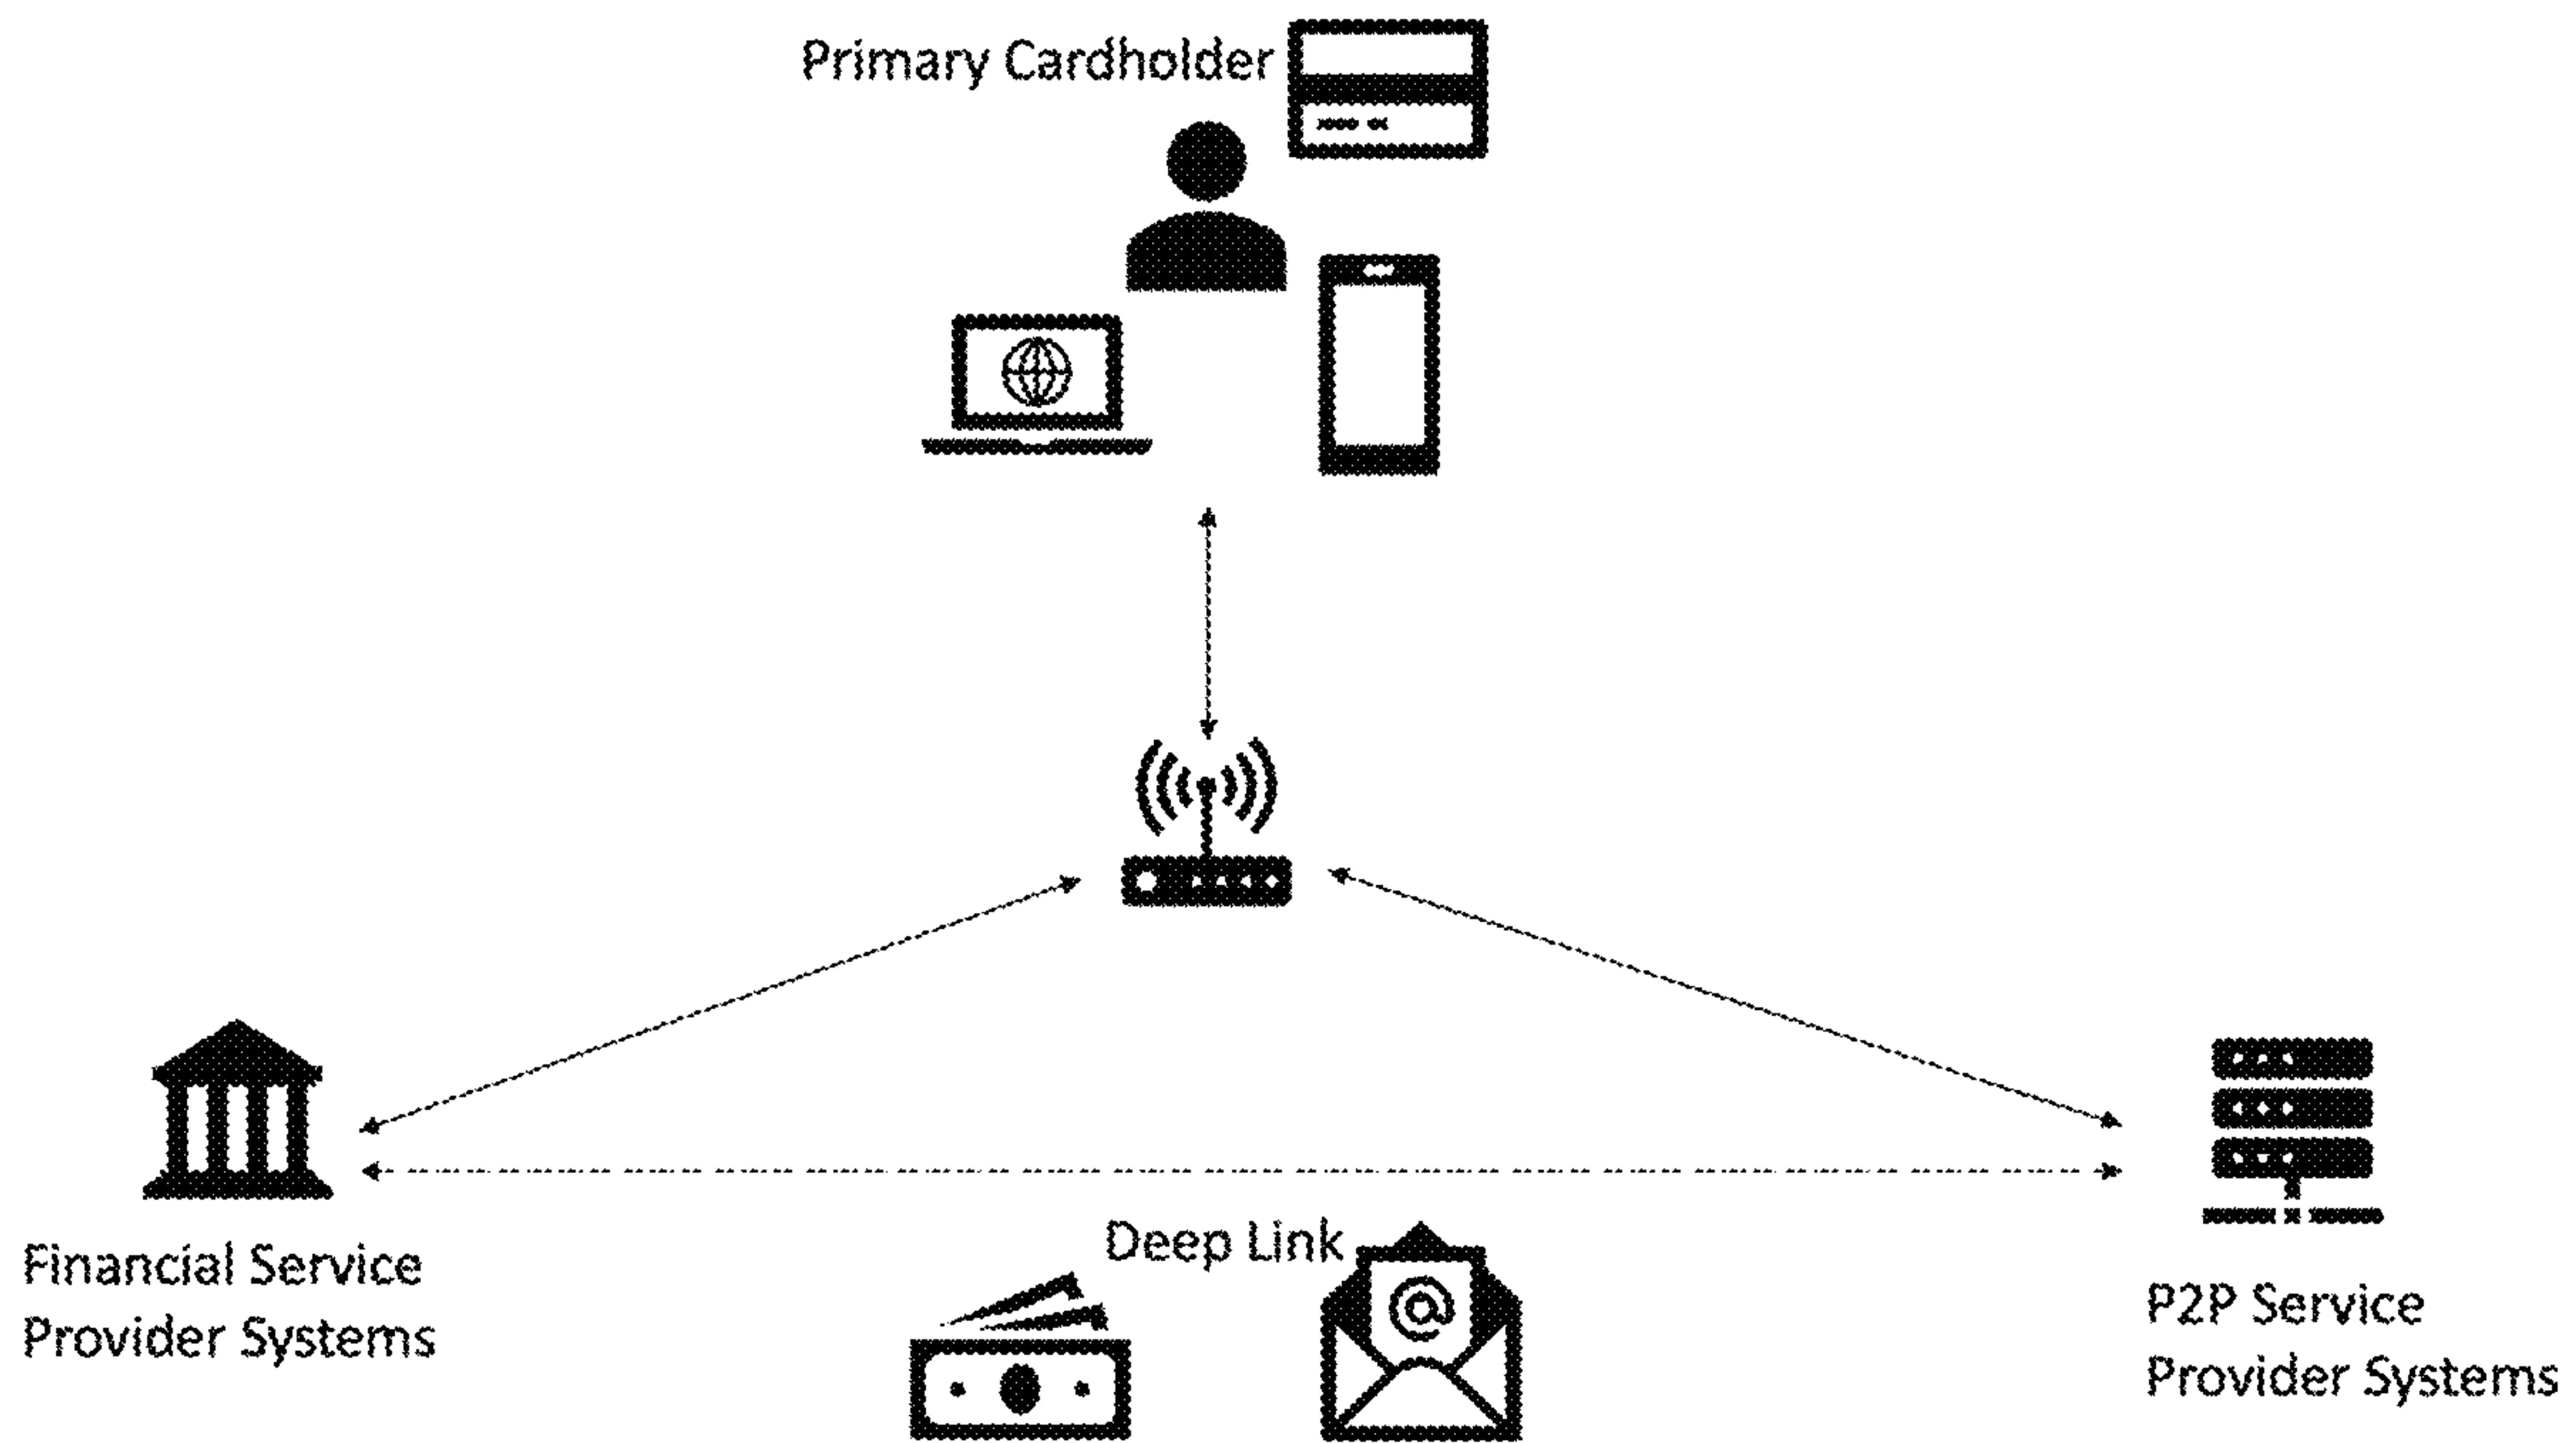 Primary Cardholder
Deep Link
Financial Service
Provider Systems
P2P Service
Provider Systems